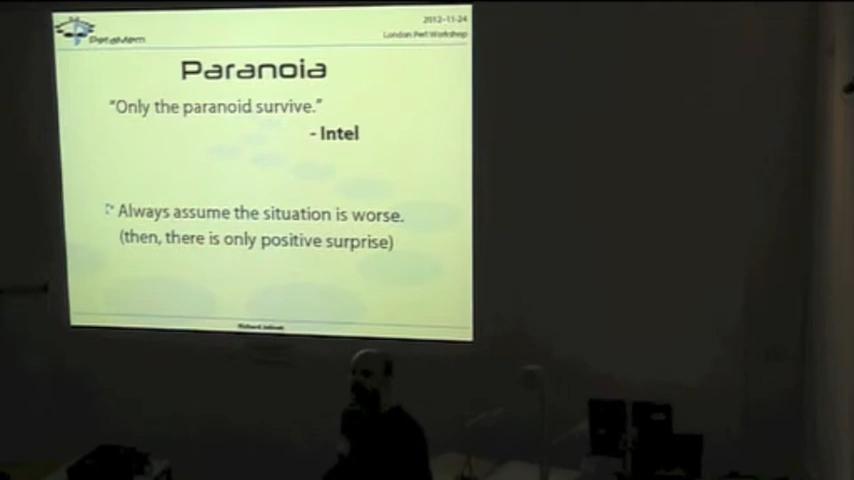 PetaMem
2012-11-24
London Perl Workshop
Paranoia
"Only the paranoid survive."
- Intel
Always assume the situation is worse.
(then, there is only positive surprise)